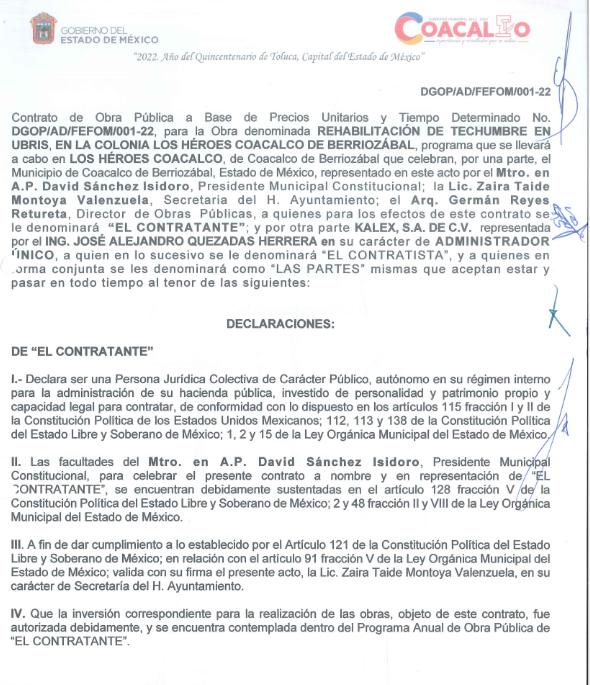 GOBIERNO DEL
ESTADO DE MÉXICO
COACALCO
"2022. Año del Quincentenario de Toluca, Capital del Estado de México"
DGOP/AD/FEFOM/001-22
Contrato de Obra Pública a Base de Precios Unitarios y Tiempo Determinado No.
DGOP/AD/FEFOM/001-22, para la Obra denominada REHABILITACIÓN DE TECHUMBRE EN
UBRIS, EN LA COLONIA LOS HÉROES COACALCO DE BERRIOZÁBAL, programa que se llevará
a cabo en LOS HÉROES COACALCO, de Coacalco de Berriozábal que celebran, por una parte, el
Municipio de Coacalco de Berriozábal, Estado de México, representado en este acto por el Mtro. en
A.P. David Sánchez Isidoro, Presidente Municipal Constitucional; la Lic. Zaira Taide
Montoya Valenzuela, Secretaria del H. Ayuntamiento; el Arq. Germán Reyes
Retureta, Director de Obras Públicas, a quienes para los efectos de este contrato se
le denominará "EL CONTRATANTE"; y por otra parte KALEX, S.A. DE C.V. representada
por el ING. JOSÉ ALEJANDRO QUEZADAS HERRERA en su carácter de ADMINISTRADOR
ÚNICO, a quien en lo sucesivo se le denominará "EL CONTRATISTA", y a quienes en
orma conjunta se les denominará como "LAS PARTES" mismas que aceptan estar y
pasar en todo tiempo al tenor de las siguientes:
DECLARACIONES:
DE "EL CONTRATANTE"
I.- Declara ser una Persona Jurídica Colectiva de Carácter Público, autónomo en su régimen interno
para la administración de su hacienda pública, investido de personalidad y patrimonio propio y
capacidad legal para contratar, de conformidad con lo dispuesto en los artículos 115 fracción I y II de
la Constitución Política de los Estados Unidos Mexicanos; 112, 113 y 138 de la Constitución Política
del Estado Libre y Soberano de México; 1, 2 y 15 de la Ley Orgánica Municipal del Estado de México.
II. Las facultades del Mtro. en A.P. David Sánchez Isidoro, Presidente Municipal
Constitucional, para celebrar el presente contrato a nombre y en representación de "EL
CONTRATANTE", se encuentran debidamente sustentadas en el artículo 128 fracción V de la
Constitución Política del Estado Libre y Soberano de México; 2 y 48 fracción II y VIII de la Ley Orgánica
Municipal del Estado de México.
III. A fin de dar cumplimiento a lo establecido por el Artículo 121 de la Constitución Política del Estado
Libre y Soberano de México; en relación con el artículo 91 fracción V de la Ley Orgánica Municipal del
Estado de México; valida con su firma el presente acto, la Lic. Zaira Taide Montoya Valenzuela, en su
carácter de Secretaría del H. Ayuntamiento.
IV. Que la inversión correspondiente para la realización de las obras, objeto de este contrato, fue
autorizada debidamente, y se encuentra contemplada dentro del Programa Anual de Obra Pública de
"EL CONTRATANTE".